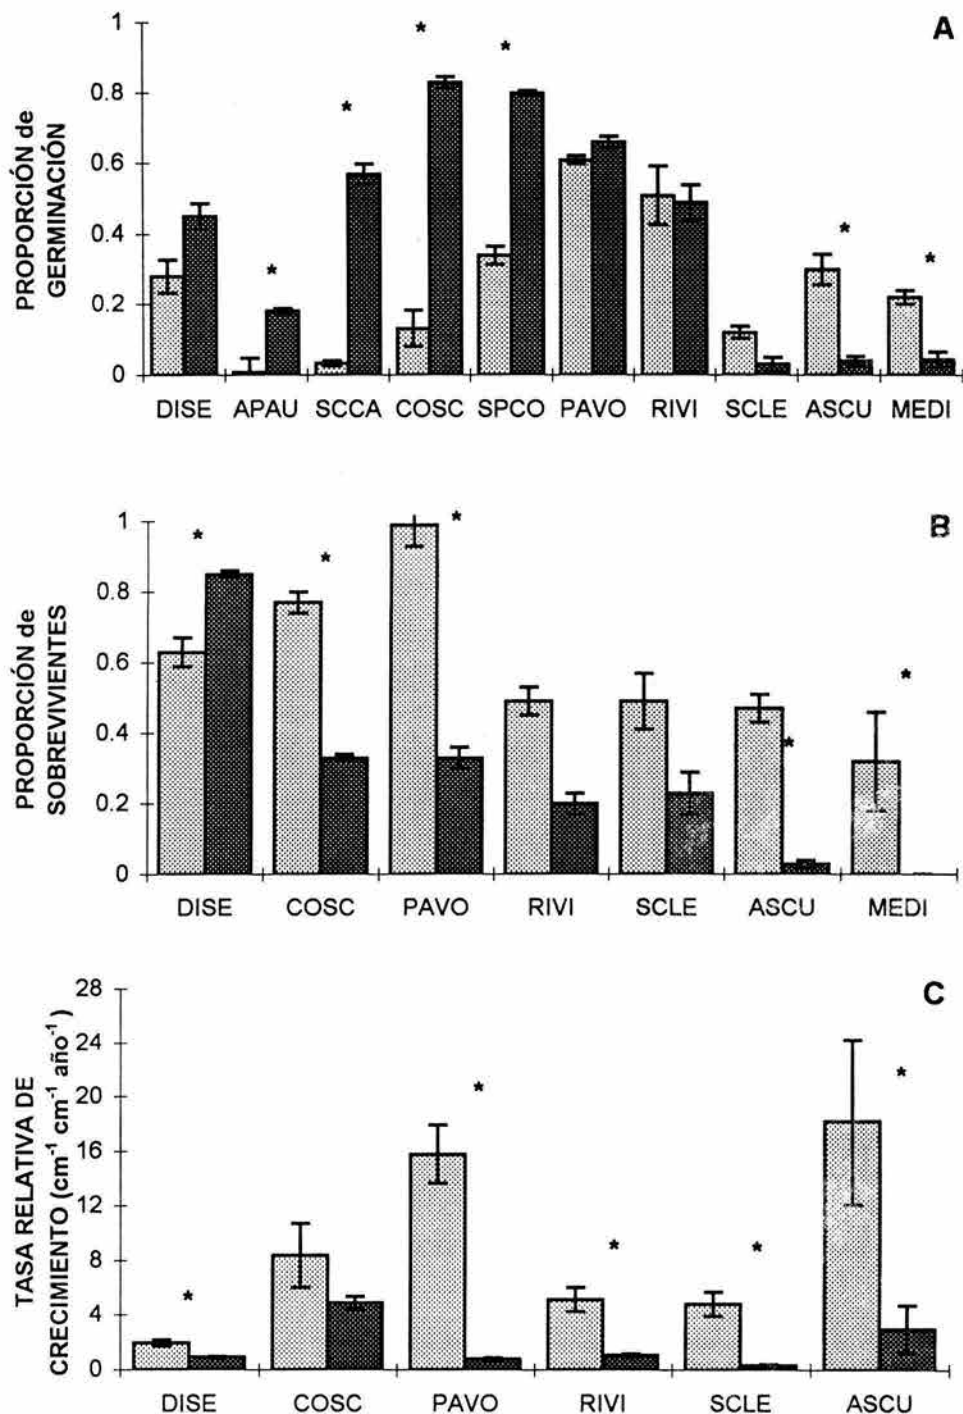 A
PROPORCIÓN de
GERMINACIÓN
1
0.8
0.6
0.4
0.2
0
* * * * * *
DISE APAU SCCA COSC SPCO PAVO RIVI SCLE ASCU MEDI
B
PROPORCIÓN de
SOBREVIVIENTES
1
0.8
0.6
0.4
0.2
0
* * * * *
DISE COSC PAVO RIVI SCLE ASCU MEDI
C
TASA RELATIVA DE
CRECIMIENTO (cm⁻¹ cm⁻¹ año⁻¹)
28
24
20
16
12
8
4
0
* * * * *
DISE COSC PAVO RIVI SCLE ASCU